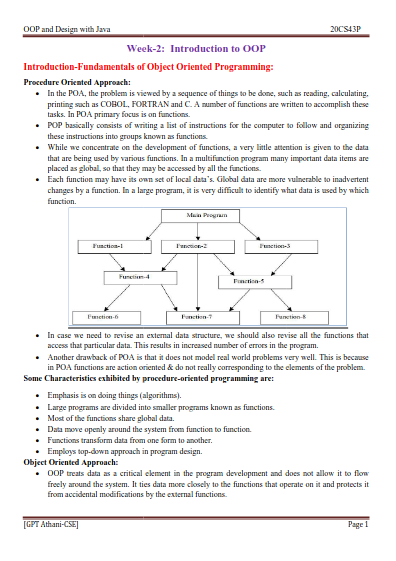 OOP and Design with Java 20CS43P
Week-2: Introduction to OOP
Introduction-Fundamentals of Object Oriented Programming:
Procedure Oriented Approach:
• In the POA, the problem is viewed by a sequence of things to be done, such as reading, calculating,
printing such as COBOL, FORTRAN and C. A number of functions are written to accomplish these
tasks. In POA primary focus is on functions.
• POP basically consists of writing a list of instructions for the computer to follow and organizing
these instructions into groups known as functions.
• While we concentrate on the development of functions, a very little attention is given to the data
that are being used by various functions. In a multifunction program many important data items are
placed as global, so that they may be accessed by all the functions.
• Each function may have its own set of local data's. Global data are more vulnerable to inadvertent
changes by a function. In a large program, it is very difficult to identify what data is used by which
function.
Main Program
Function-1 Function-2 Function-3
Function-4 Function-5
Function-6 Function-7 Function-8
• In case we need to revise an external data structure, we should also revise all the functions that
access that particular data. This results in increased number of errors in the program.
• Another drawback of POA is that it does not model real world problems very well. This is because
in POA functions are action oriented & do not really corresponding to the elements of the problem.
Some Characteristics exhibited by procedure-oriented programming are:
• Emphasis is on doing things (algorithms).
• Large programs are divided into smaller programs known as functions.
• Most of the functions share global data.
• Data move openly around the system from function to function.
• Functions transform data from one form to another.
• Employs top-down approach in program design.
Object Oriented Approach:
• OOP treats data as a critical element in the program development and does not allow it to flow
freely around the system. It ties data more closely to the functions that operate on it and protects it
from accidental modifications by the external functions.
[GPT Athani-CSE] Page 1